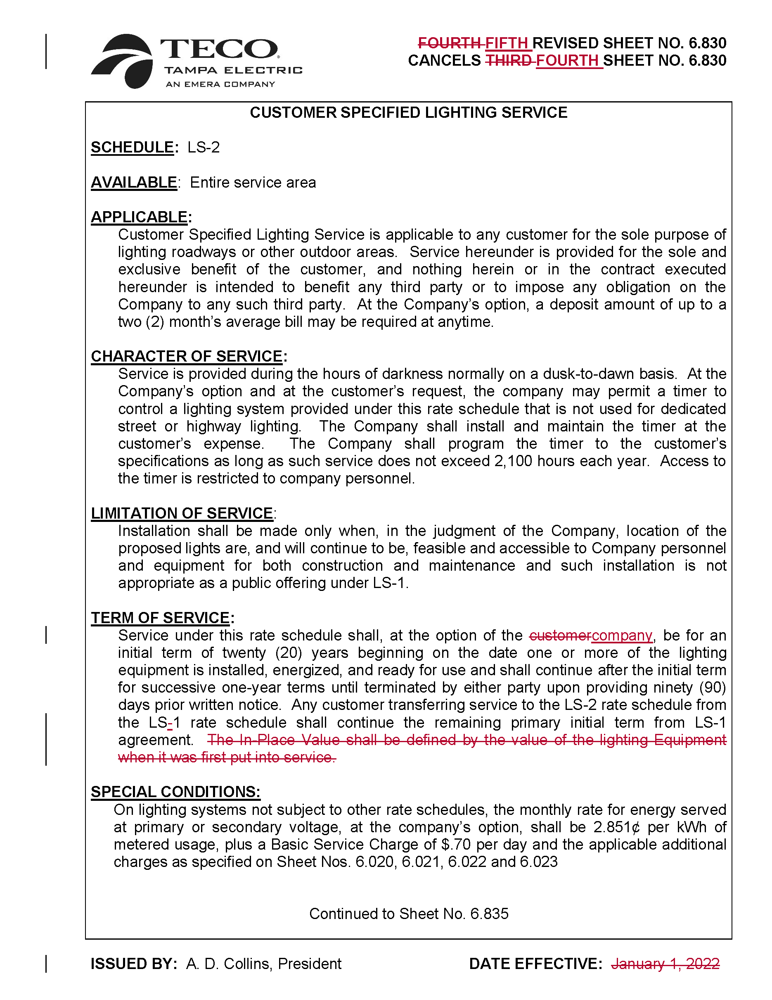 TECO®
TAMPA ELECTRIC
AN EMERA COMPANY
FOURTH FIFTH REVISED SHEET NO. 6.830
CANCELS THIRD FOURTH SHEET NO. 6.830
CUSTOMER SPECIFIED LIGHTING SERVICE
SCHEDULE: LS-2
AVAILABLE: Entire service area
APPLICABLE:
Customer Specified Lighting Service is applicable to any customer for the sole purpose of
lighting roadways or other outdoor areas. Service hereunder is provided for the sole and
exclusive benefit of the customer, and nothing herein or in the contract executed
hereunder is intended to benefit any third party or to impose any obligation on the
Company to any such third party. At the Company’s option, a deposit amount of up to a
two (2) month’s average bill may be required at anytime.
CHARACTER OF SERVICE:
Service is provided during the hours of darkness normally on a dusk-to-dawn basis. At the
Company’s option and at the customer’s request, the company may permit a timer to
control a lighting system provided under this rate schedule that is not used for dedicated
street or highway lighting. The Company shall install and maintain the timer at the
customer’s expense. The Company shall program the timer to the customer’s
specifications as long as such service does not exceed 2,100 hours each year. Access to
the timer is restricted to company personnel.
LIMITATION OF SERVICE:
Installation shall be made only when, in the judgment of the Company, location of the
proposed lights are, and will continue to be, feasible and accessible to Company personnel
and equipment for both construction and maintenance and such installation is not
appropriate as a public offering under LS-1.
TERM OF SERVICE:
Service under this rate schedule shall, at the option of the customercompany, be for an
initial term of twenty (20) years beginning on the date one or more of the lighting
equipment is installed, energized, and ready for use and shall continue after the initial term
for successive one-year terms until terminated by either party upon providing ninety (90)
days prior written notice. Any customer transferring service to the LS-2 rate schedule from
the LS-1 rate schedule shall continue the remaining primary initial term from LS-1
agreement. The In-Place Value shall be defined by the value of the lighting Equipment
when it was first put into service.
SPECIAL CONDITIONS:
On lighting systems not subject to other rate schedules, the monthly rate for energy served
at primary or secondary voltage, at the company’s option, shall be 2.851¢ per kWh of
metered usage, plus a Basic Service Charge of $.70 per day and the applicable additional
charges as specified on Sheet Nos. 6.020, 6.021, 6.022 and 6.023
Continued to Sheet No. 6.835
ISSUED BY: A. D. Collins, President
DATE EFFECTIVE: January 1, 2022